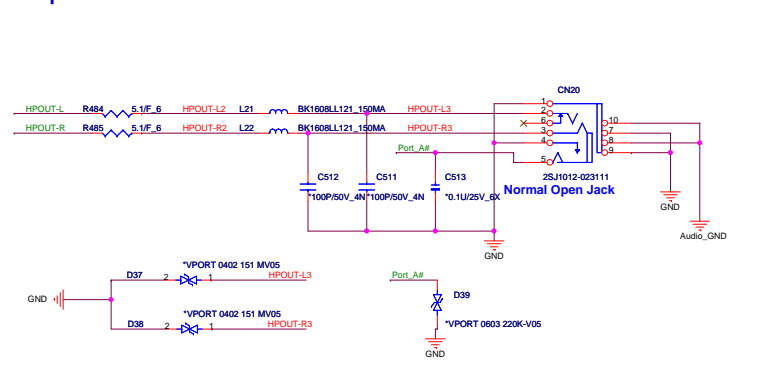 CN20
HPOUT-L R484 5.1/F_6 HPOUT-L2 L21 BK1608LL121_150MA HPOUT-L3 1
2
6 10
HPOUT-R R485 5.1/F_6 HPOUT-R2 L22 BK1608LL121_150MA HPOUT-R3 3 7
4 8
Port_A# 9
5
C512 C511 C513 2SJ1012-023111
Normal Open Jack
*100P/50V_4N *100P/50V_4N *0.1U/25V_6X
GND
Audio_GND
GND
*VPORT 0402 151 MV05
D37 2 1 HPOUT-L3 Port_A#
GND D39
*VPORT 0402 151 MV05
D38 2 1 HPOUT-R3 *VPORT 0603 220K-V05
GND